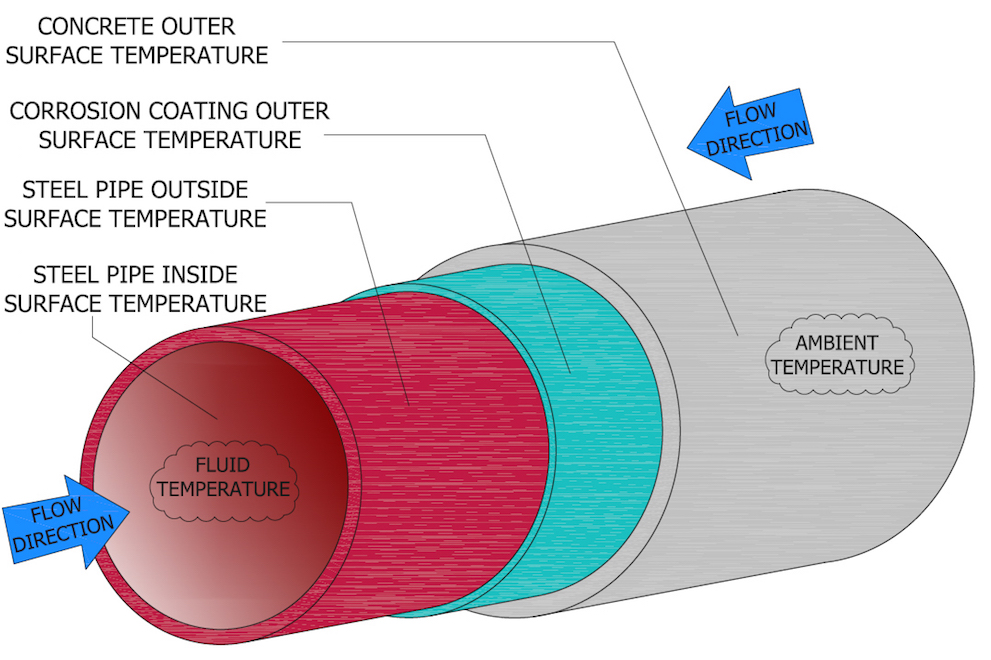 CONCRETE OUTER
SURFACE TEMPERATURE
CORROSION COATING OUTER
SURFACE TEMPERATURE
STEEL PIPE OUTSIDE
SURFACE TEMPERATURE
STEEL PIPE INSIDE
SURFACE TEMPERATURE
FLOW
DIRECTION
AMBIENT
TEMPERATURE
FLUID
TEMPERATURE
FLOW
DIRECTION